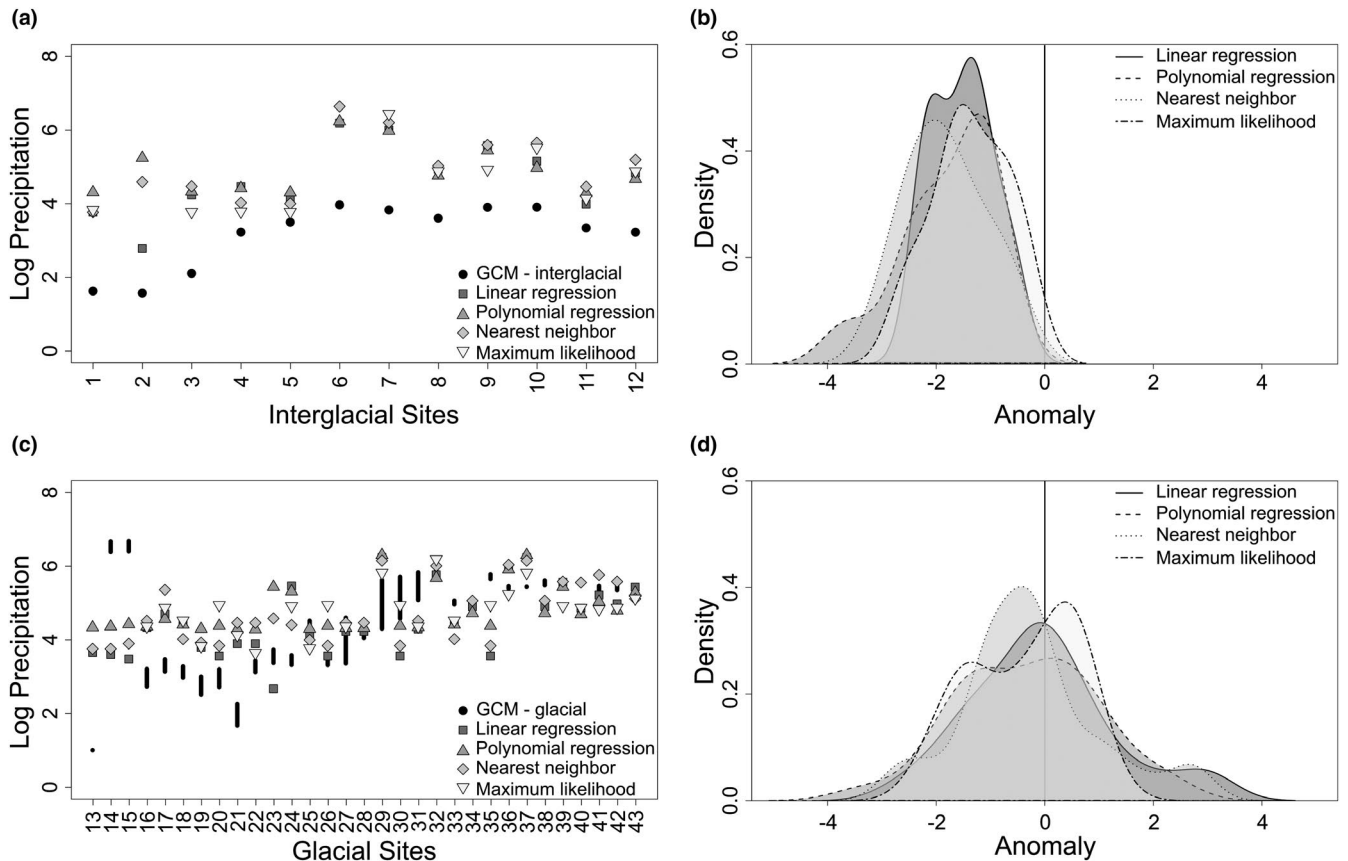 (a)
8
6
4
2
0
Log Precipitation
GCM - interglacial
Linear regression
Polynomial regression
Nearest neighbor
Maximum likelihood
1 2 3 4 5 6 7 8 9 10 11 12
Interglacial Sites
(b)
0.6
0.4
0.2
0.0
Density
Linear regression
Polynomial regression
Nearest neighbor
Maximum likelihood
-4 -2 0 2 4
Anomaly
(c)
8
6
4
2
0
Log Precipitation
GCM - glacial
Linear regression
Polynomial regression
Nearest neighbor
Maximum likelihood
13 14 15 16 17 18 19 20 21 22 23 24 25 26 27 28 29 30 31 32 33 34 35 36 37 38 39 40 41 42 43
Glacial Sites
(d)
0.6
0.4
0.2
0.0
Density
Linear regression
Polynomial regression
Nearest neighbor
Maximum likelihood
-4 -2 0 2 4
Anomaly